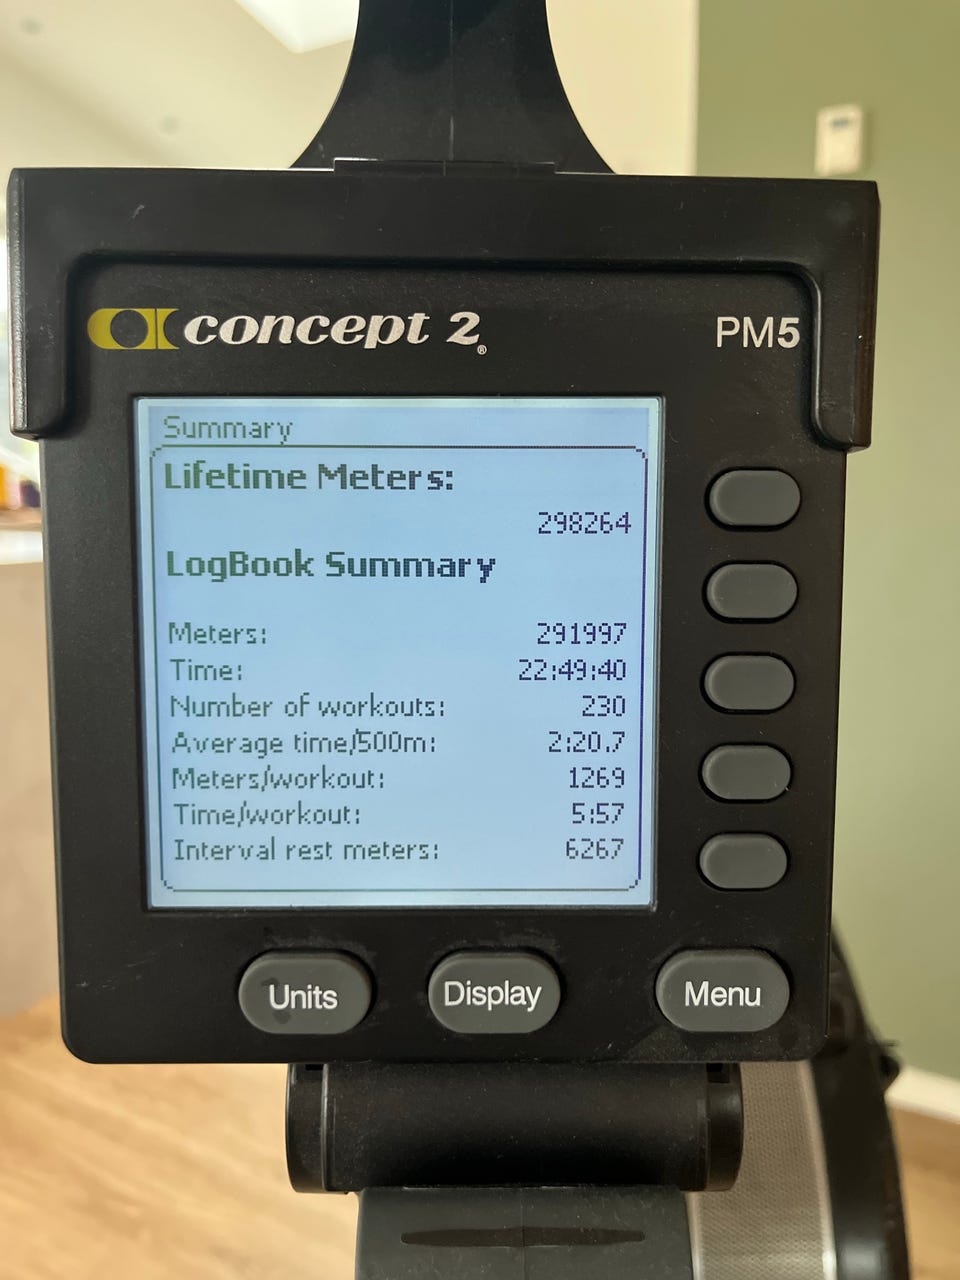 concept 2®
PM5
Summary
Lifetime Meters:
298264
LogBook Summary
Meters: 291997
Time: 22:49:40
Number of workouts: 230
Average time/500m: 2:20.7
Meters/workout: 1269
Time/workout: 5:57
Interval rest meters: 6267
Units Display Menu